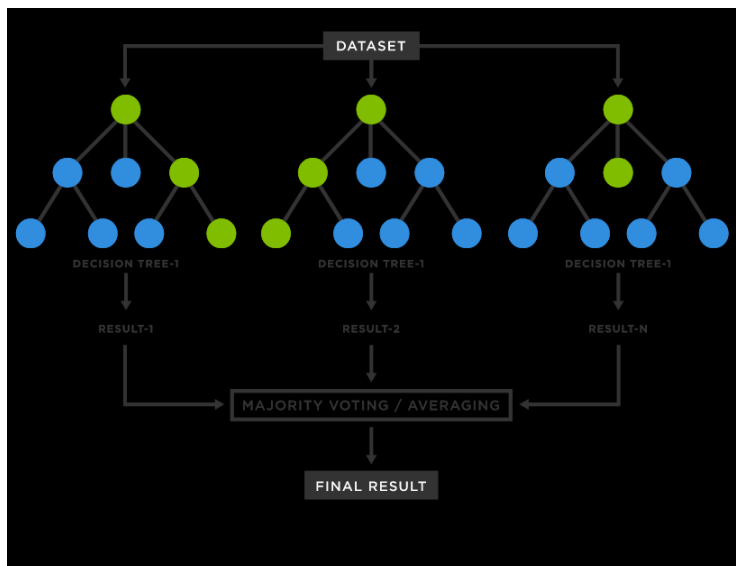 DATASET
DECISION TREE-1
DECISION TREE-1
DECISION TREE-1
RESULT-1
RESULT-2
RESULT-N
MAJORITY VOTING / AVERAGING
FINAL RESULT